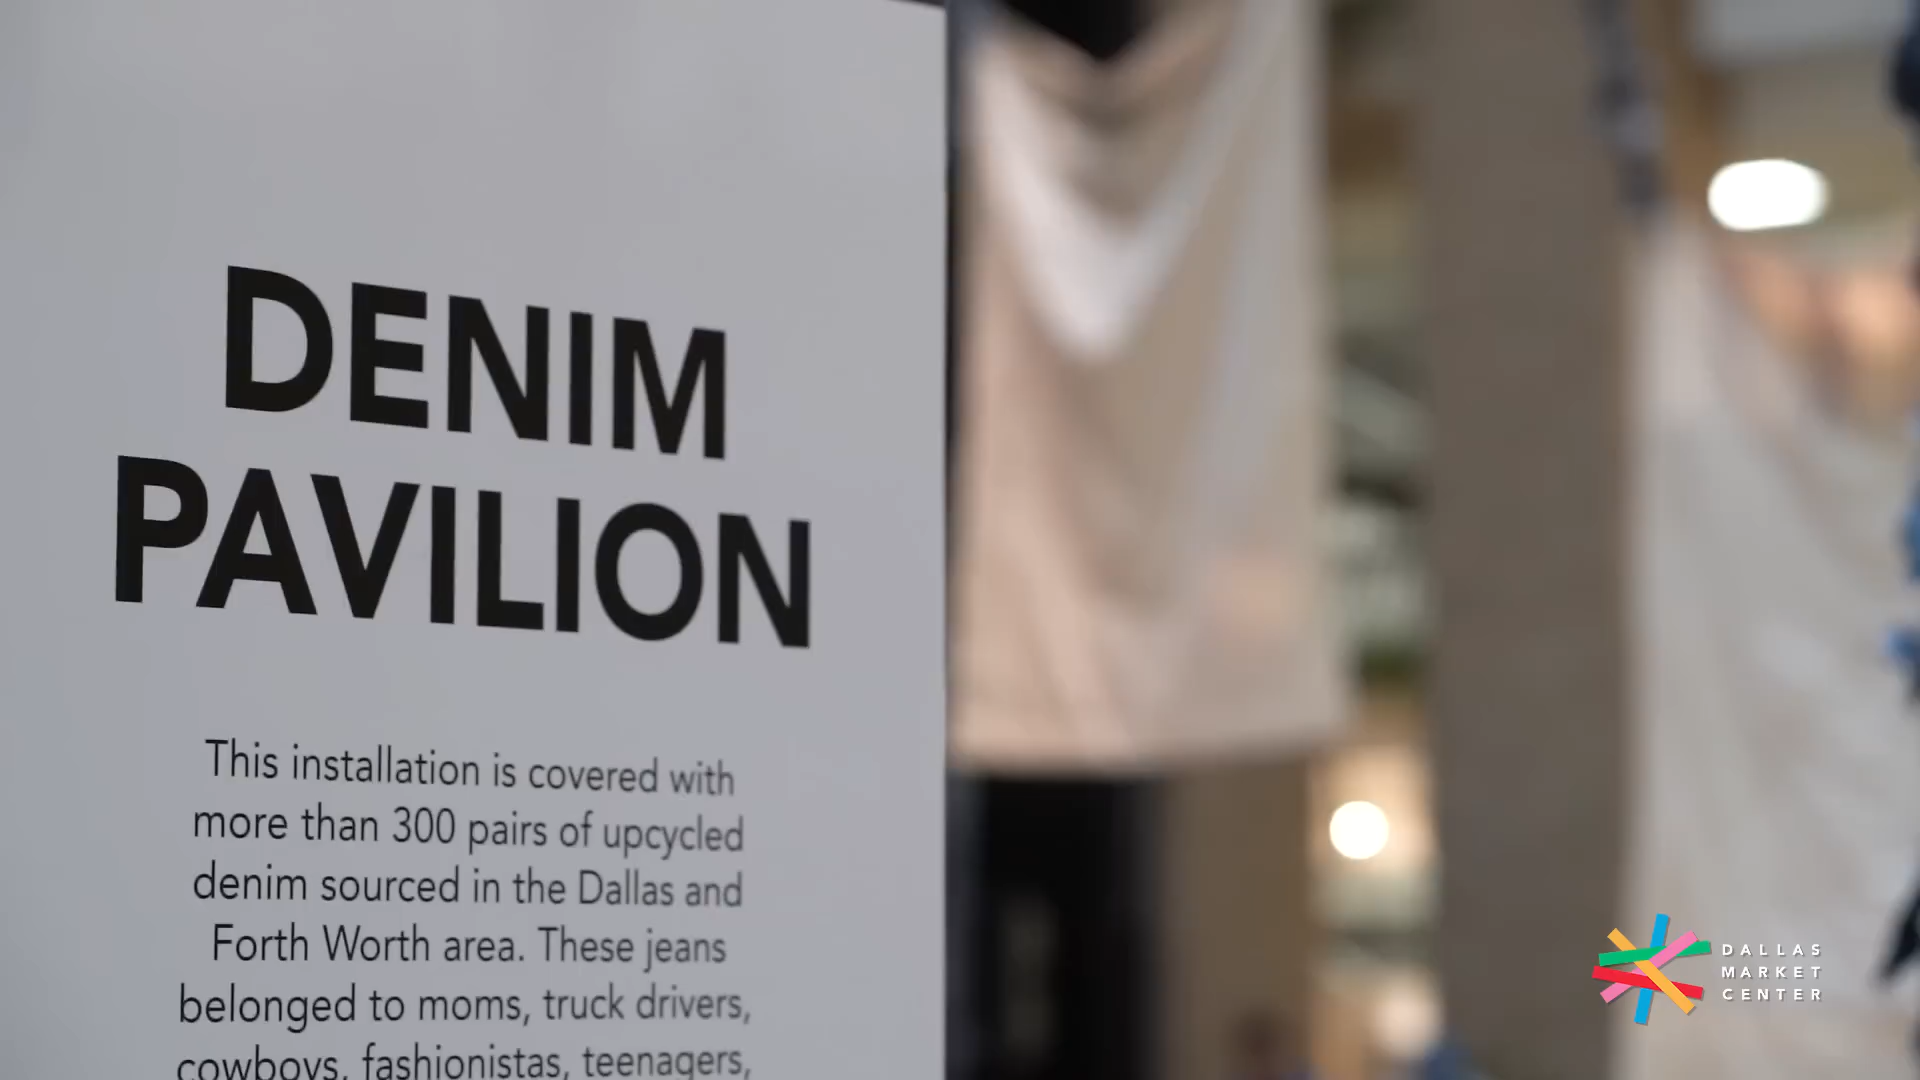 DENIM
PAVILION
This installation is covered with
more than 300 pairs of upcycled
denim sourced in the Dallas and
Forth Worth area. These jeans
belonged to moms, truck drivers,
cowboys, fashionistas, teenagers,
DALLAS
MARKET
CENTER